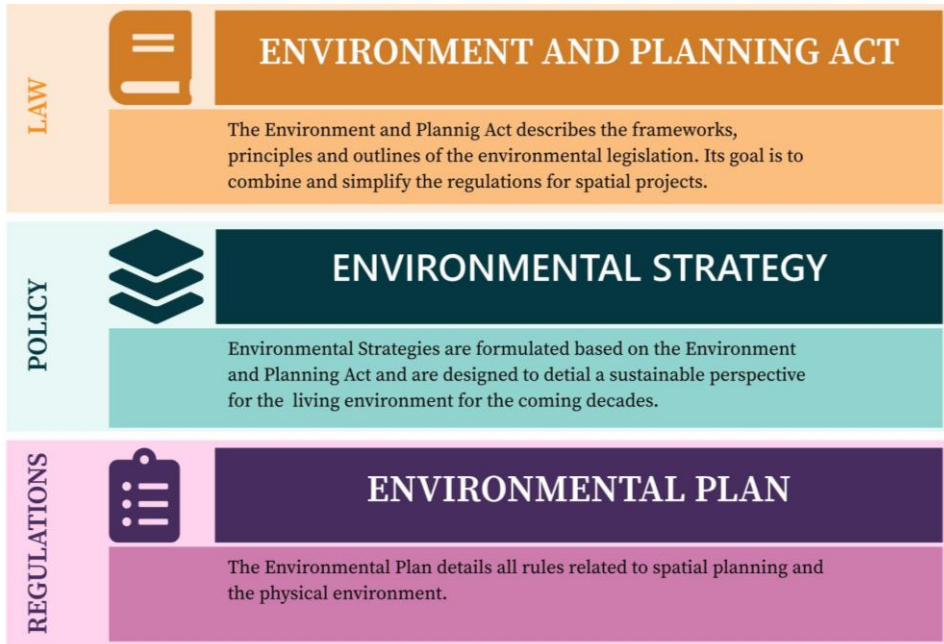 LAW
ENVIRONMENT AND PLANNING ACT
The Environment and Plannig Act describes the frameworks,
principles and outlines of the environmental legislation. Its goal is to
combine and simplify the regulations for spatial projects.
POLICY
ENVIRONMENTAL STRATEGY
Environmental Strategies are formulated based on the Environment
and Planning Act and are designed to detial a sustainable perspective
for the living environment for the coming decades.
REGULATIONS
ENVIRONMENTAL PLAN
The Environmental Plan details all rules related to spatial planning and
the physical environment.